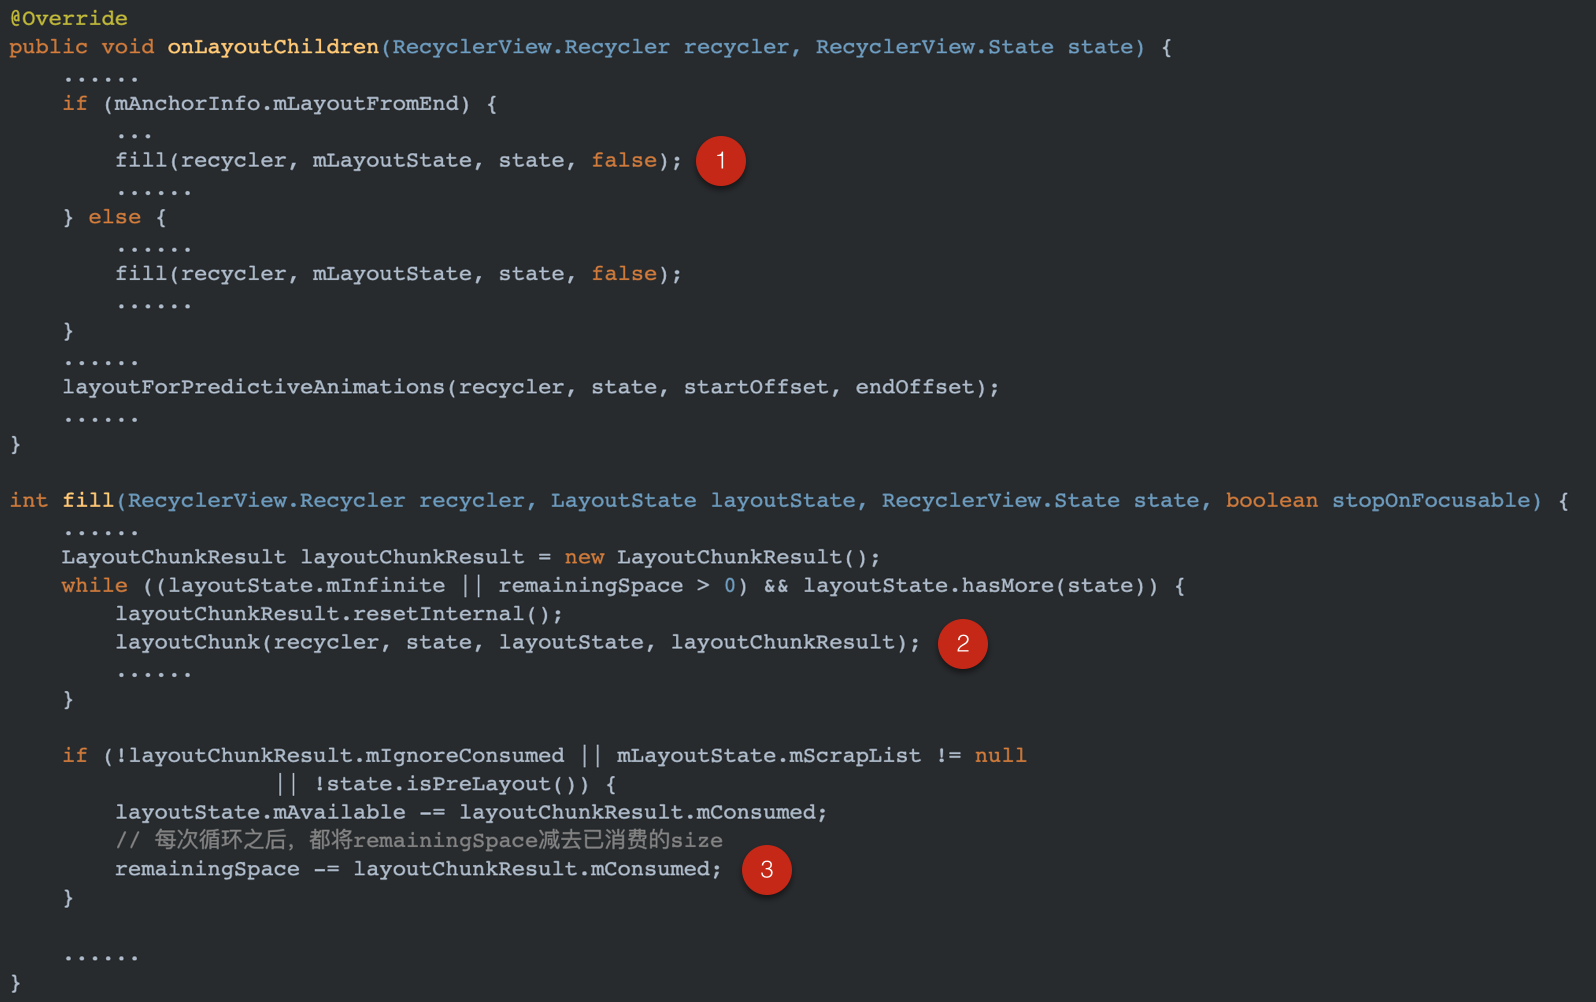 @Override
public void onLayoutChildren(RecyclerView.Recycler recycler, RecyclerView.State state) {
    ......
    if (mAnchorInfo.mLayoutFromEnd) {
        ...
        fill(recycler, mLayoutState, state, false); 1
        ......
    } else {
        ......
        fill(recycler, mLayoutState, state, false);
        ......
    }
    ......
    layoutForPredictiveAnimations(recycler, state, startOffset, endOffset);
    ......
}

int fill(RecyclerView.Recycler recycler, LayoutState layoutState, RecyclerView.State state, boolean stopOnFocusable) {
    ......
    LayoutChunkResult layoutChunkResult = new LayoutChunkResult();
    while ((layoutState.mInfinite || remainingSpace > 0) && layoutState.hasMore(state)) {
        layoutChunkResult.resetInternal();
        layoutChunk(recycler, state, layoutState, layoutChunkResult); 2
        ......
    }

    if (!layoutChunkResult.mIgnoreConsumed || mLayoutState.mScrapList != null
                    || !state.isPreLayout()) {
        layoutState.mAvailable -= layoutChunkResult.mConsumed;
        // 每次循环之后，都将remainingSpace减去已消费的size
        remainingSpace -= layoutChunkResult.mConsumed; 3
    }

    ......
}